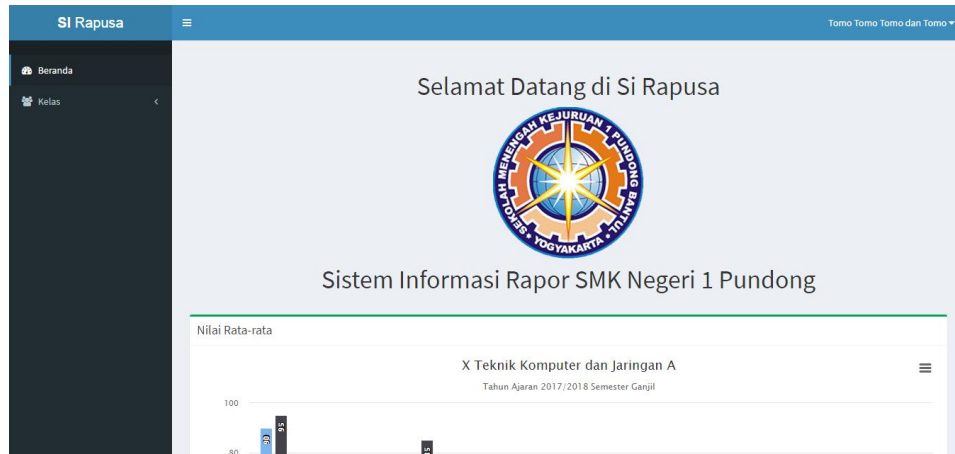 SI Rapusa
Tomo Tomo Tomo dan Tomo
Beranda
Kelas
Selamat Datang di Si Rapusa
SEKOLAH MENENGAH KEJURUAN 1 PUNDONG BANTUL
YOGYAKARTA
Sistem Informasi Rapor SMK Negeri 1 Pundong
Nilai Rata-rata
X Teknik Komputer dan Jaringan A
Tahun Ajaran 2017/2018 Semester Ganjil
100
90
95
80